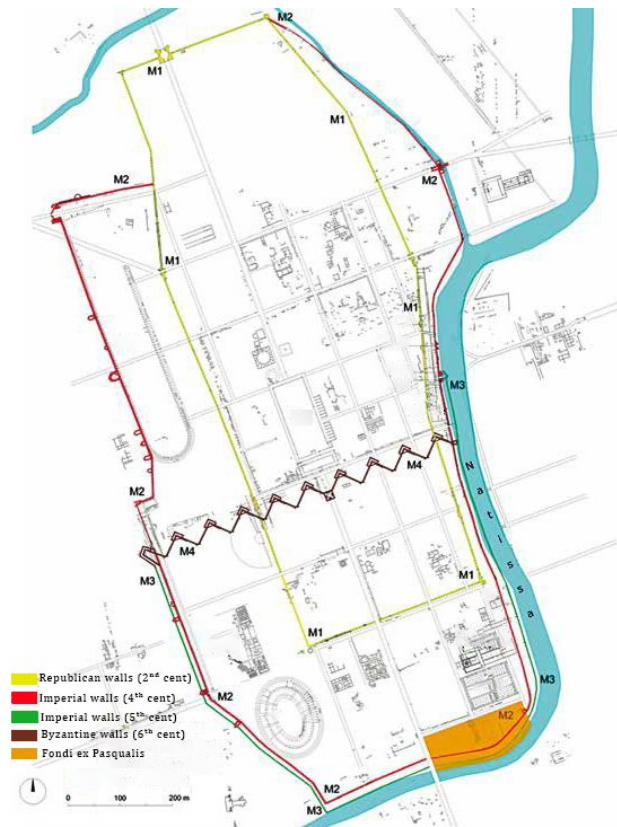 M2
M1
M2
M1
M2
M1
M1
M3
M4
M2
M4
Natissa
M3
M1
M1
M3
M2
M2
M2
M3
Republican walls (2nd cent)
Imperial walls (4th cent)
Imperial walls (5th cent)
Byzantine walls (6th cent)
Fondi ex Pasqualis
0 100 200 m